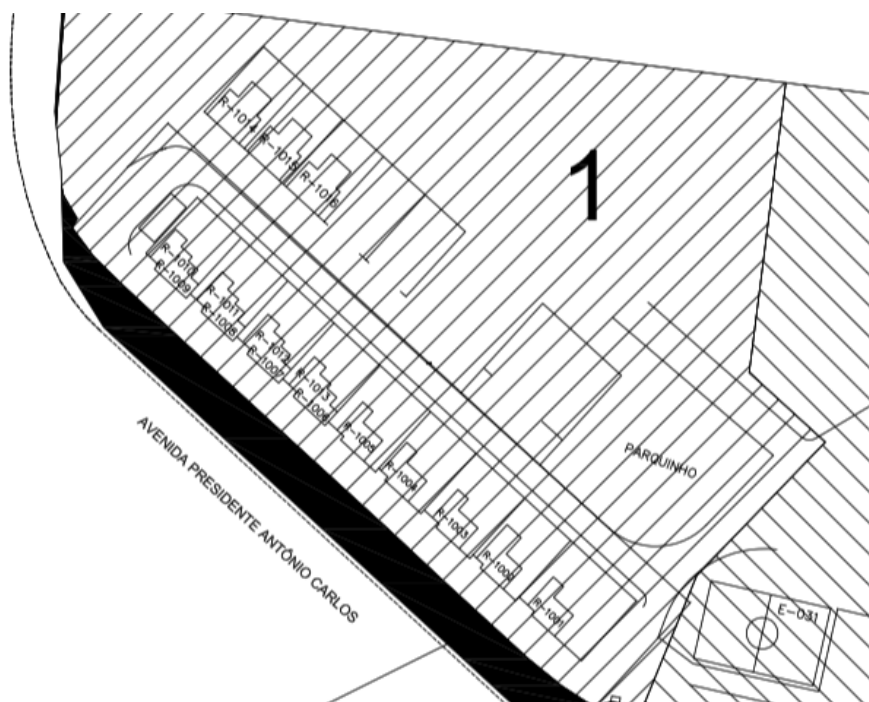 1
R-1014
R-1015
R-1016
R-1010
R-1009
R-1011
R-1008
R-1012
R-1007
R-1013
R-1006
R-1005
R-1004
R-1003
R-1002
R-1001
PARQUINHO
E-031
AVENIDA PRESIDENTE ANTÔNIO CARLOS